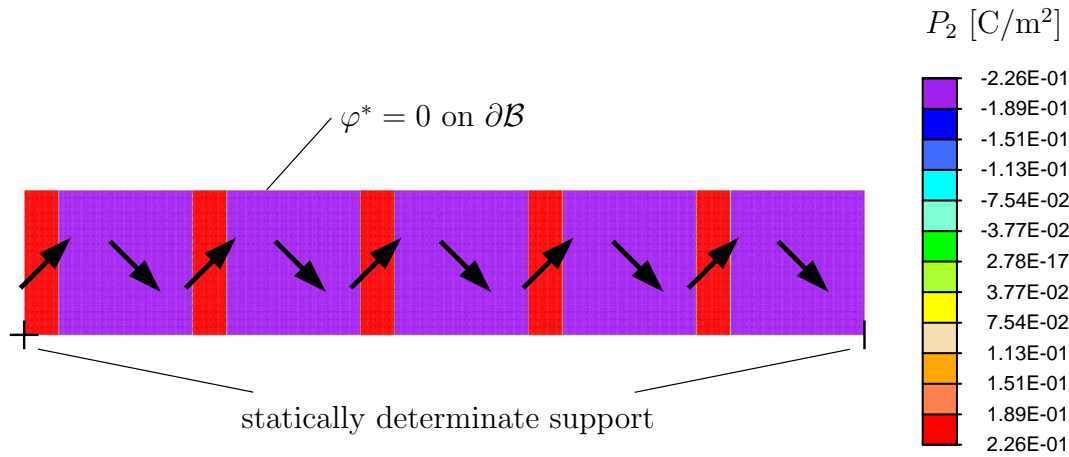 P₂ [C/m²]
φ* = 0 on ∂ℬ
-2.26E-01
-1.89E-01
-1.51E-01
-1.13E-01
-7.54E-02
-3.77E-02
2.78E-17
3.77E-02
7.54E-02
1.13E-01
1.51E-01
1.89E-01
2.26E-01
statically determinate support